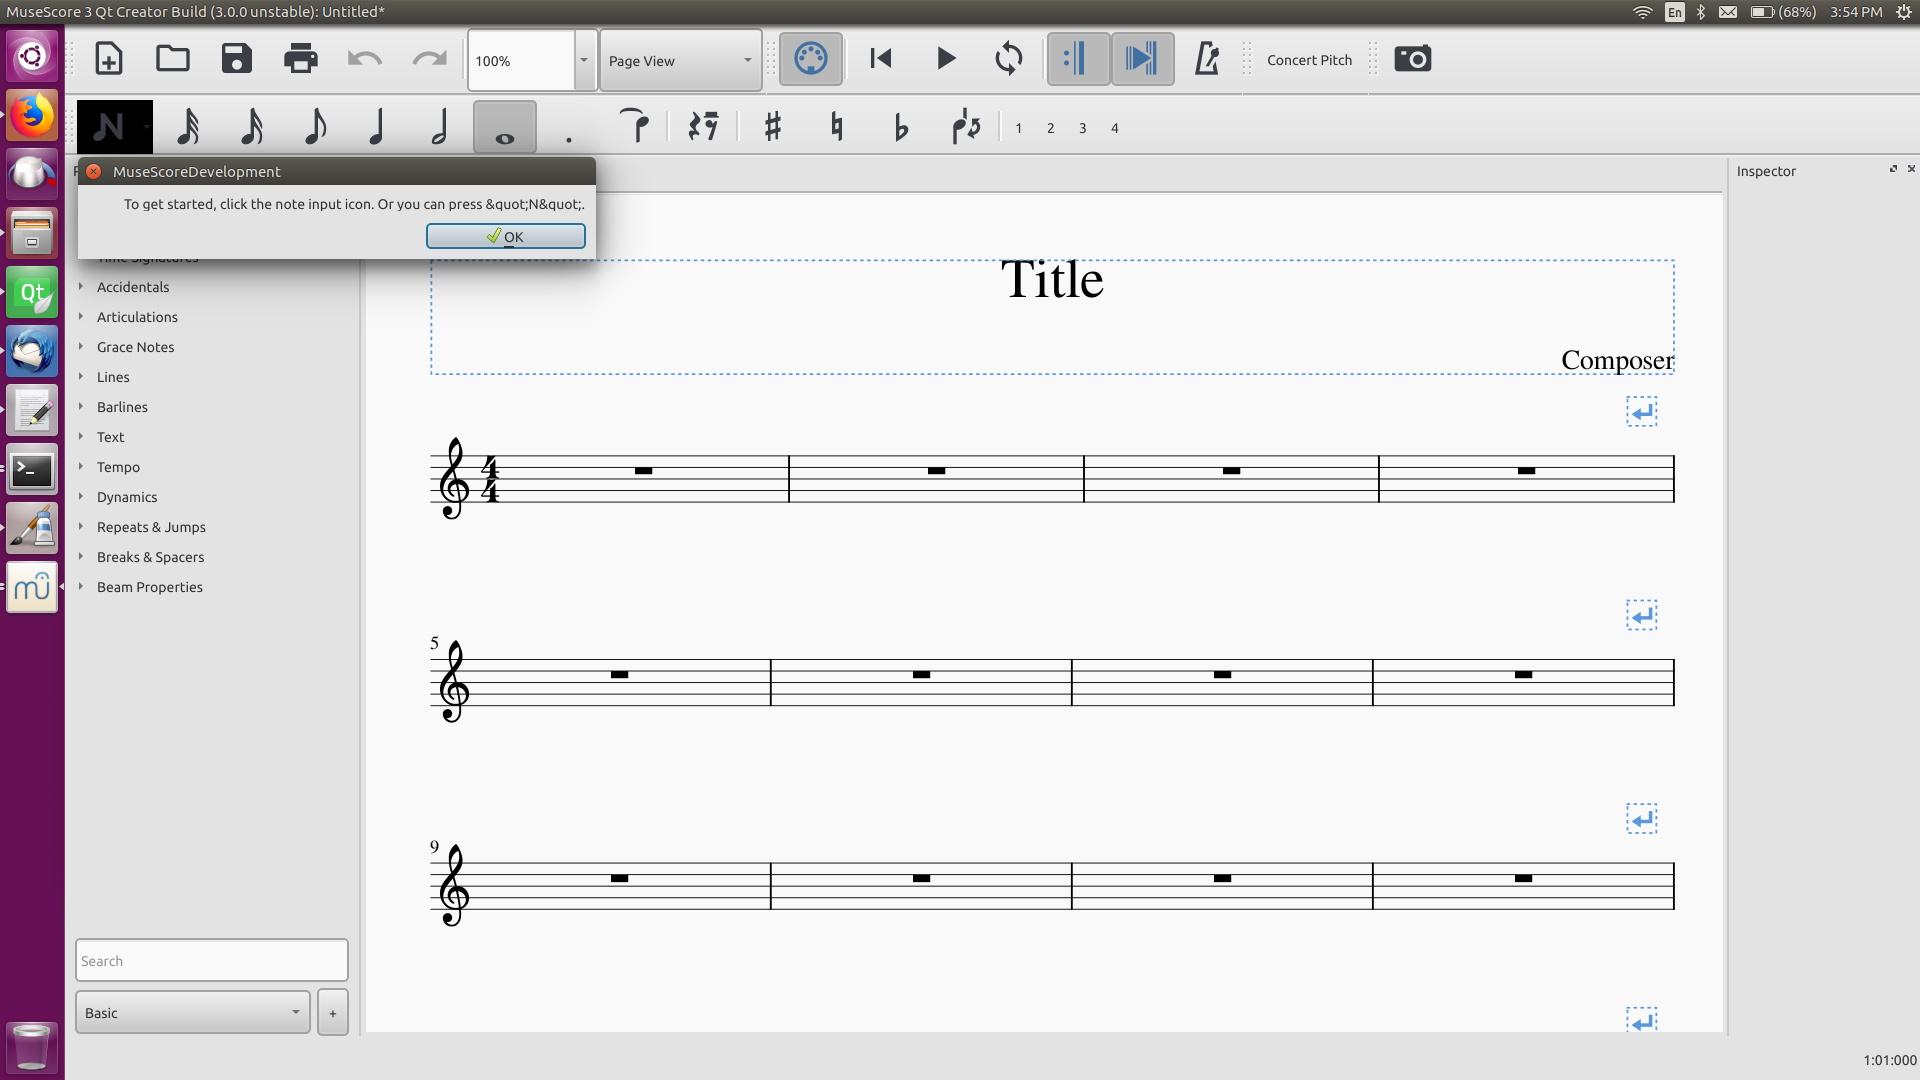 MuseScore 3 Qt Creator Build (3.0.0 unstable): Untitled*
En
(68%)
3:54 PM
100%
Page View
Concert Pitch
1 2 3 4
MuseScoreDevelopment
To get started, click the note input icon. Or you can press &quot;N&quot;.
OK
Inspector
Time Signatures
Accidentals
Articulations
Grace Notes
Lines
Barlines
Text
Tempo
Dynamics
Repeats & Jumps
Breaks & Spacers
Beam Properties
Search
Basic
+
Qt
Title
Composer
4
4
5
9
1:01:000